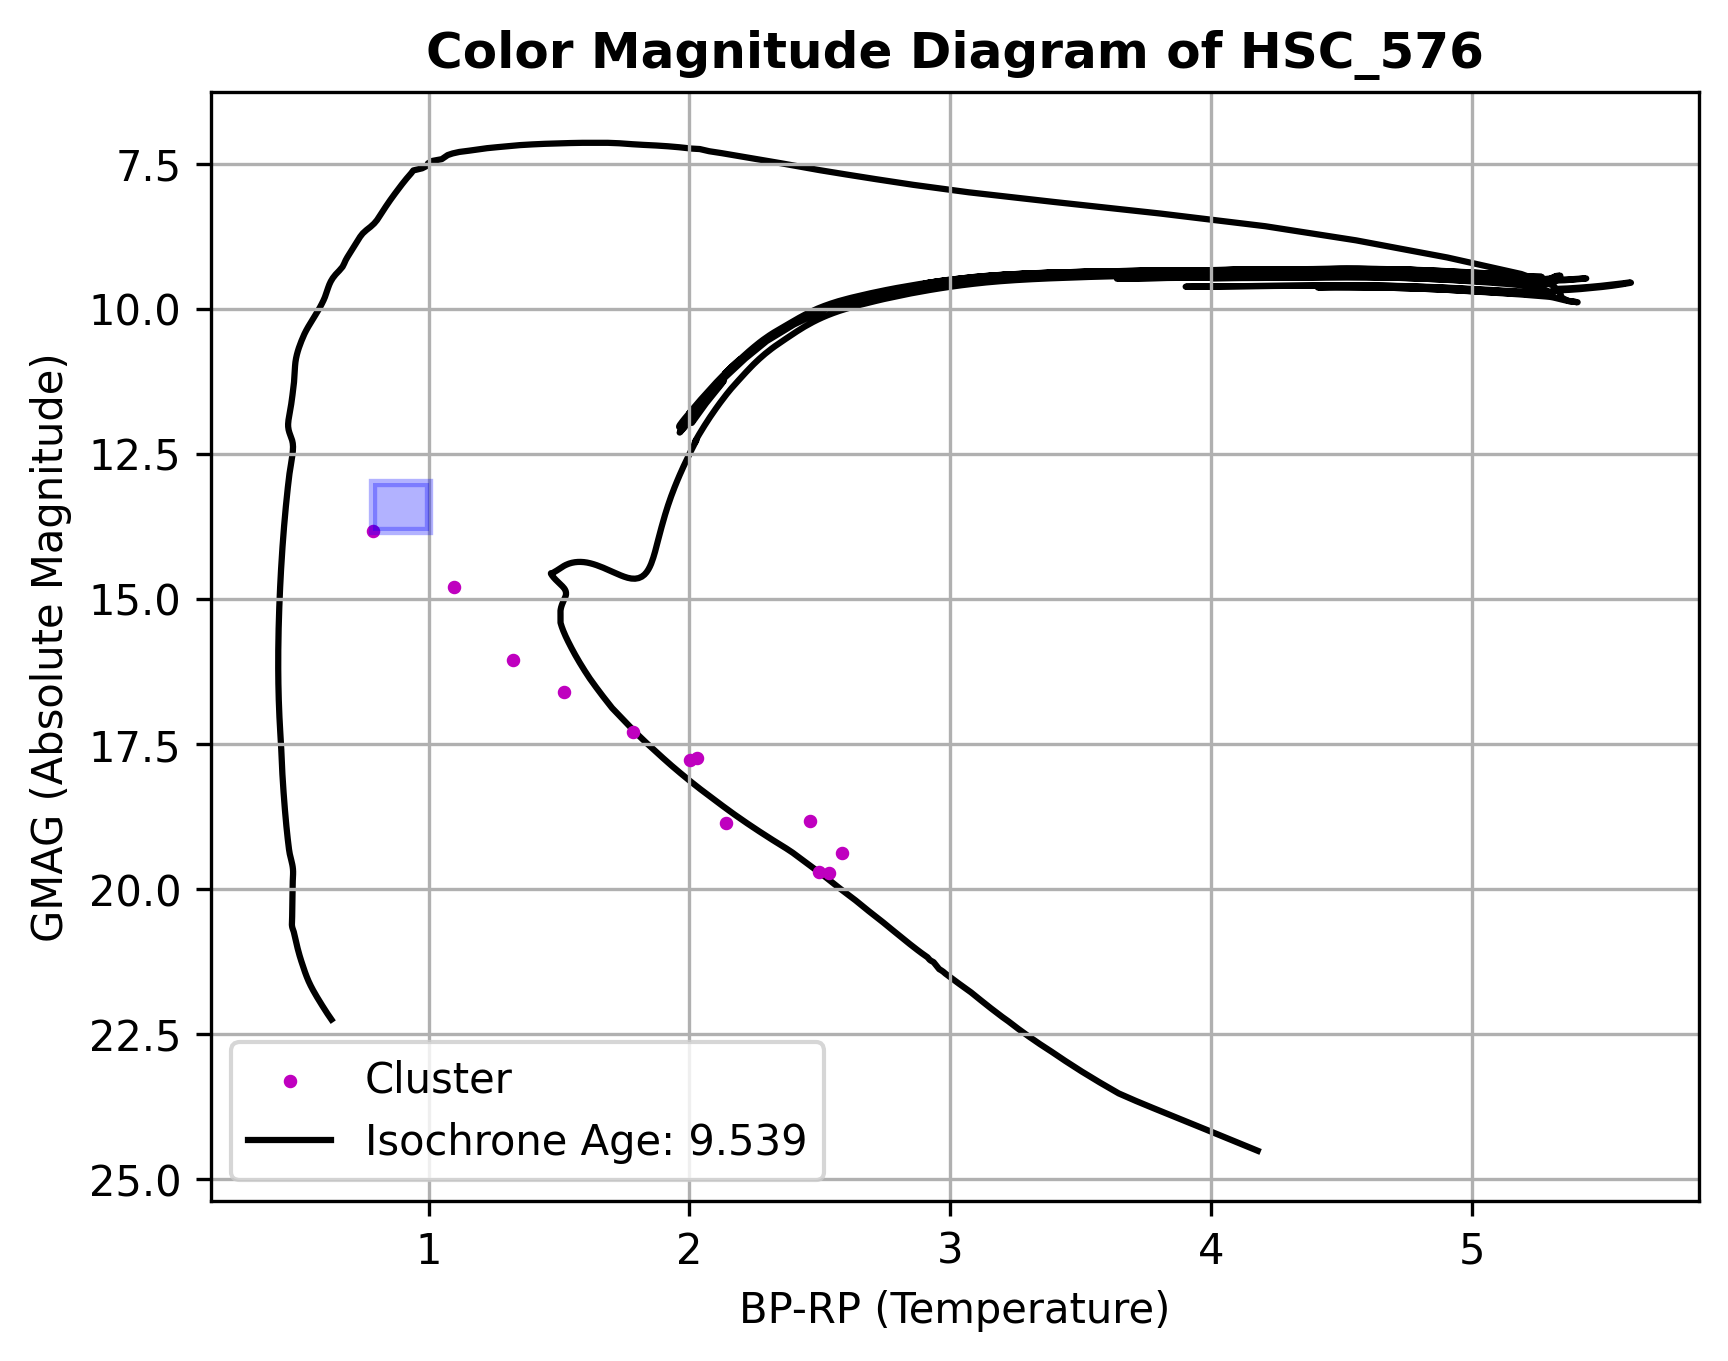 Color Magnitude Diagram of HSC_576
GMAG (Absolute Magnitude)
7.5
10.0
12.5
15.0
17.5
20.0
22.5
25.0
Cluster
Isochrone Age: 9.539
1 2 3 4 5
BP-RP (Temperature)